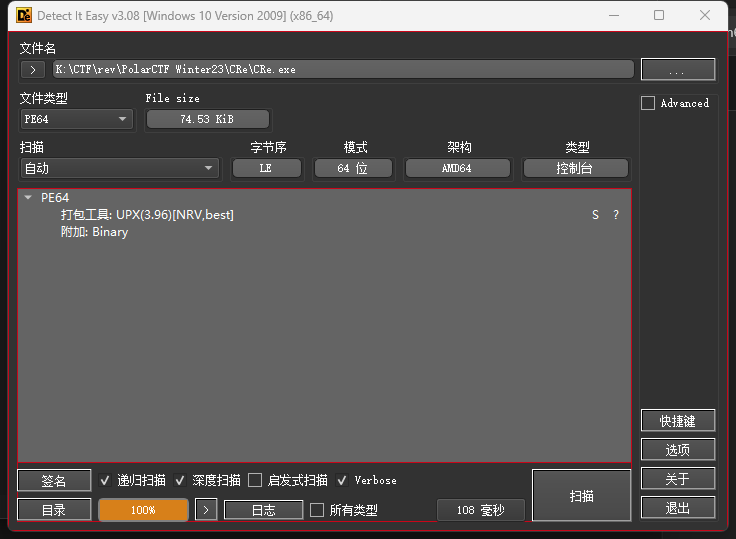 Detect It Easy v3.08 [Windows 10 Version 2009] (x86_64)
文件名
> K:\CTF\rev\PolarCTF Winter23\CRe\CRe.exe ...
文件类型 File size
PE64 74.53 KiB
Advanced
扫描 字节序 模式 架构 类型
自动 LE 64 位 AMD64 控制台
PE64
打包工具: UPX(3.96)[NRV,best] S ?
附加: Binary
快捷键
选项
关于
退出
签名 递归扫描 深度扫描 启发式扫描 Verbose
扫描
目录 100% > 日志 所有类型 108 毫秒